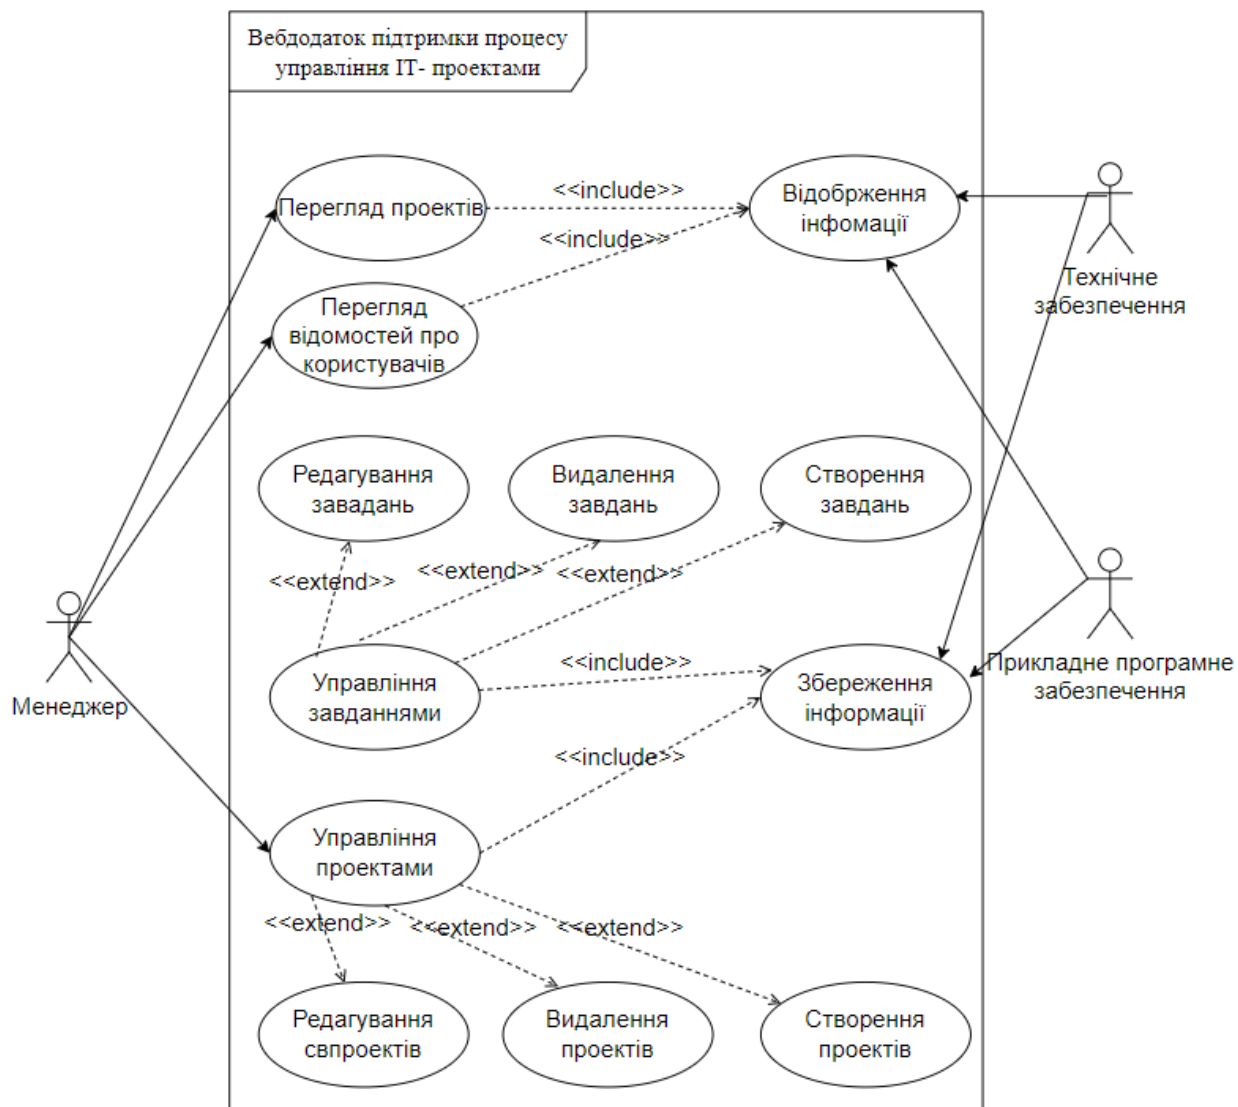 Вебдодаток підтримки процесу
управління ІТ- проектами
Перегляд проектів
<<include>>
Відобрження
інфомації
<<include>>
Технічне
забезпечення
Перегляд
відомостей про
користувачів
Редагування
завадань
Видалення
завдань
Створення
завдань
<<extend>>
<<extend>>
<<extend>>
Менеджер
Управління
завданнями
<<include>>
Збереження
інформації
Прикладне програмне
забезпечення
<<include>>
Управління
проектами
<<extend>>
<<extend>>
<<extend>>
Редагування
свпроектів
Видалення
проектів
Створення
проектів